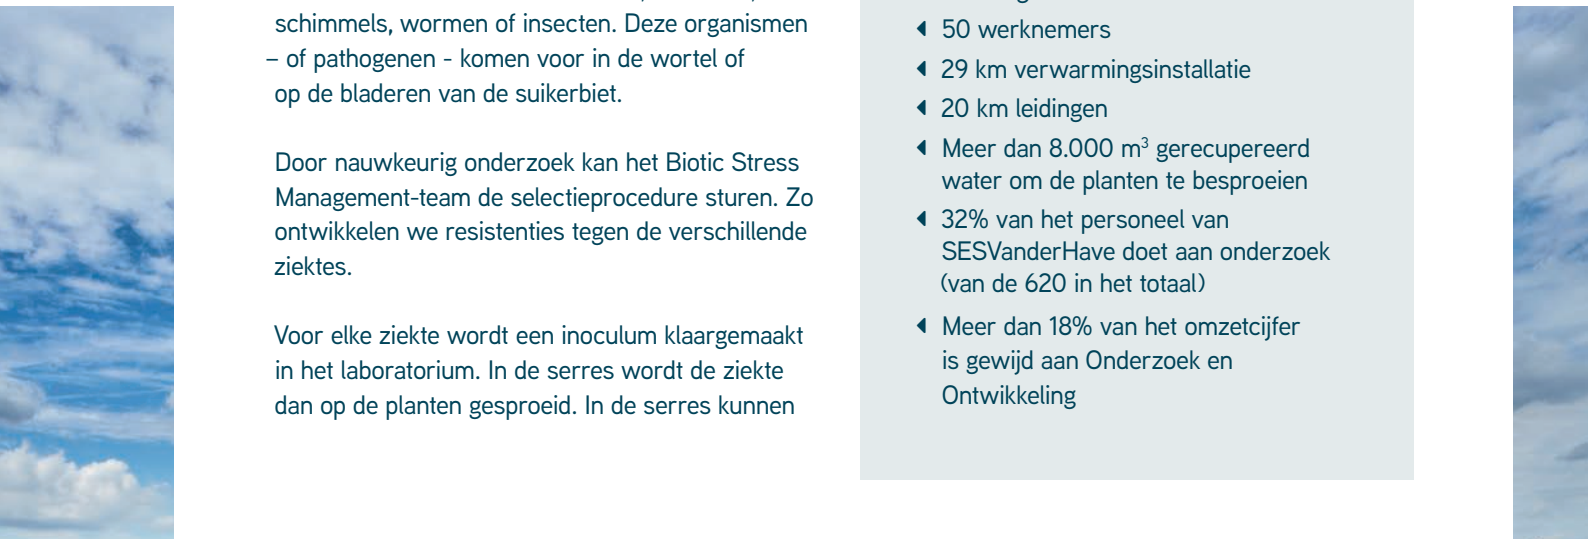 schimmels, wormen of insecten. Deze organismen
– of pathogenen - komen voor in de wortel of
op de bladeren van de suikerbiet.
Door nauwkeurig onderzoek kan het Biotic Stress
Management-team de selectieprocedure sturen. Zo
ontwikkelen we resistenties tegen de verschillende
ziektes.
Voor elke ziekte wordt een inoculum klaargemaakt
in het laboratorium. In de serres wordt de ziekte
dan op de planten gesproeid. In de serres kunnen
50 werknemers
29 km verwarmingsinstallatie
20 km leidingen
Meer dan 8.000 m³ gerecupereerd
water om de planten te besproeien
32% van het personeel van
SESVanderHave doet aan onderzoek
(van de 620 in het totaal)
Meer dan 18% van het omzetcijfer
is gewijd aan Onderzoek en
Ontwikkeling